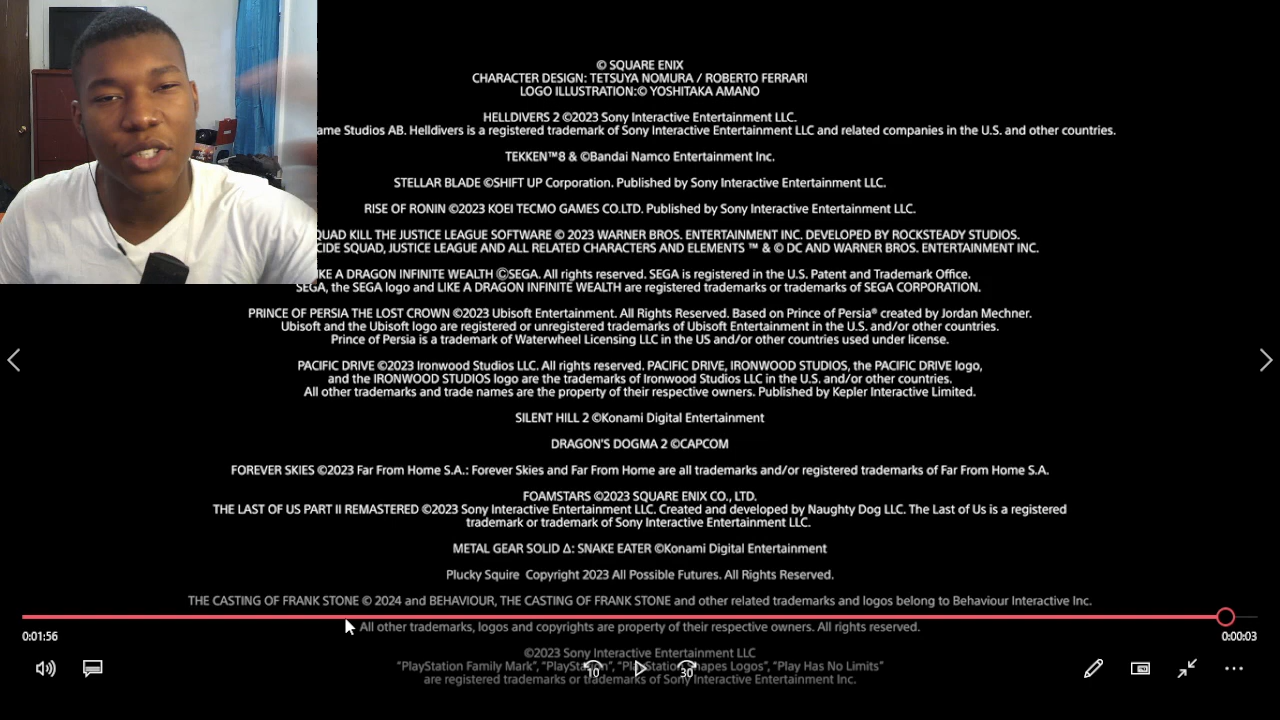 © SQUARE ENIX
CHARACTER DESIGN: TETSUYA NOMURA / ROBERTO FERRARI
LOGO ILLUSTRATION:© YOSHITAKA AMANO
HELLDIVERS 2 ©2023 Sony Interactive Entertainment LLC.
ame Studios AB. Helldivers is a registered trademark of Sony Interactive Entertainment LLC and related companies in the U.S. and other countries.
TEKKEN™8 & ©Bandai Namco Entertainment Inc.
STELLAR BLADE ©SHIFT UP Corporation. Published by Sony Interactive Entertainment LLC.
RISE OF RONIN ©2023 KOEI TECMO GAMES CO.LTD. Published by Sony Interactive Entertainment LLC.
QUAD KILL THE JUSTICE LEAGUE SOFTWARE © 2023 WARNER BROS. ENTERTAINMENT INC. DEVELOPED BY ROCKSTEADY STUDIOS.
CIDE SQUAD, JUSTICE LEAGUE AND ALL RELATED CHARACTERS AND ELEMENTS ™ & © DC AND WARNER BROS. ENTERTAINMENT INC.
IKE A DRAGON INFINITE WEALTH ©SEGA. All rights reserved. SEGA is registered in the U.S. Patent and Trademark Office.
SEGA, the SEGA logo and LIKE A DRAGON INFINITE WEALTH are registered trademarks or trademarks of SEGA CORPORATION.
PRINCE OF PERSIA THE LOST CROWN ©2023 Ubisoft Entertainment. All Rights Reserved. Based on Prince of Persia® created by Jordan Mechner.
Ubisoft and the Ubisoft logo are registered or unregistered trademarks of Ubisoft Entertainment in the U.S. and/or other countries.
Prince of Persia is a trademark of Waterwheel Licensing LLC in the US and/or other countries used under license.
PACIFIC DRIVE ©2023 Ironwood Studios LLC. All rights reserved. PACIFIC DRIVE, IRONWOOD STUDIOS, the PACIFIC DRIVE logo,
and the IRONWOOD STUDIOS logo are the trademarks of Ironwood Studios LLC in the U.S. and/or other countries.
All other trademarks and trade names are the property of their respective owners. Published by Kepler Interactive Limited.
SILENT HILL 2 ©Konami Digital Entertainment
DRAGON'S DOGMA 2 ©CAPCOM
FOREVER SKIES ©2023 Far From Home S.A.: Forever Skies and Far From Home are all trademarks and/or registered trademarks of Far From Home S.A.
FOAMSTARS ©2023 SQUARE ENIX CO., LTD.
THE LAST OF US PART II REMASTERED ©2023 Sony Interactive Entertainment LLC. Created and developed by Naughty Dog LLC. The Last of Us is a registered
trademark or trademark of Sony Interactive Entertainment LLC.
METAL GEAR SOLID Δ: SNAKE EATER ©Konami Digital Entertainment
Plucky Squire Copyright 2023 All Possible Futures. All Rights Reserved.
THE CASTING OF FRANK STONE © 2024 and BEHAVIOUR, THE CASTING OF FRANK STONE and other related trademarks and logos belong to Behaviour Interactive Inc.
All other trademarks, logos and copyrights are property of their respective owners. All rights reserved.
0:01:56
0:00:03
©2023 Sony Interactive Entertainment LLC
"PlayStation Family Mark", "PlayStation", "PlayStation Shapes Logos", "Play Has No Limits"
are registered trademarks or trademarks of Sony Interactive Entertainment Inc.
10
30